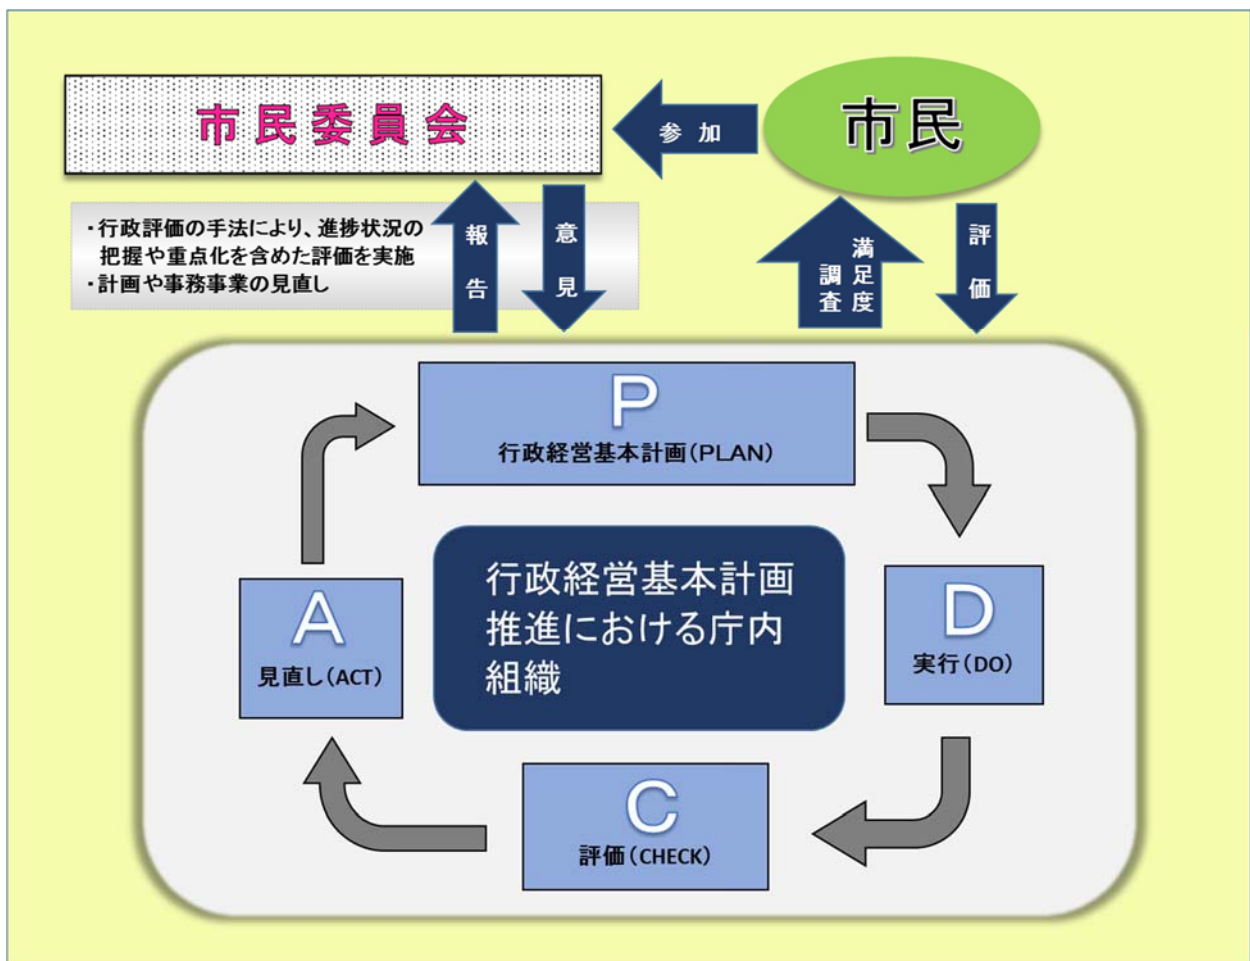 市民委員会
参加
市民
・行政評価の手法により、進捗状況の
把握や重点化を含めた評価を実施
・計画や事務事業の見直し
報告
意見
満足度
調査
評価
P
行政経営基本計画(PLAN)
行政経営基本計画
推進における庁内
組織
A
見直し(ACT)
D
実行(DO)
C
評価(CHECK)